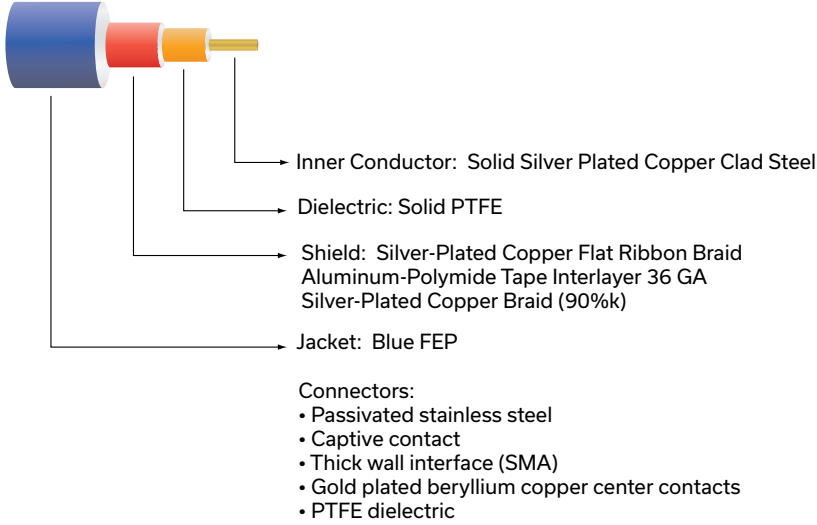 Inner Conductor: Solid Silver Plated Copper Clad Steel
Dielectric: Solid PTFE
Shield: Silver-Plated Copper Flat Ribbon Braid
Aluminum-Polymide Tape Interlayer 36 GA
Silver-Plated Copper Braid (90%k)
Jacket: Blue FEP
Connectors:
• Passivated stainless steel
• Captive contact
• Thick wall interface (SMA)
• Gold plated beryllium copper center contacts
• PTFE dielectric